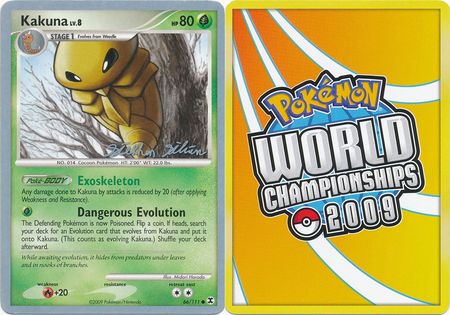 Kakuna LV.8
HP 80
STAGE 1 Evolves from Weedle
NO. 014 Cocoon Pokémon HT: 2'00" WT: 22.0 lbs.
Poké-BODY Exoskeleton
Any damage done to Kakuna by attacks is reduced by 20 (after applying
Weakness and Resistance).
Dangerous Evolution
The Defending Pokémon is now Poisoned. Flip a coin. If heads, search
your deck for an Evolution card that evolves from Kakuna and put it
onto Kakuna. (This counts as evolving Kakuna.) Shuffle your deck
afterward.
While awaiting evolution, it hides from predators under leaves
and in nooks of branches.
Illus. Midori Harada
weakness resistance retreat cost
+20
©2009 Pokémon/Nintendo 66/111
Pokémon
WORLD
CHAMPIONSHIPS
2009